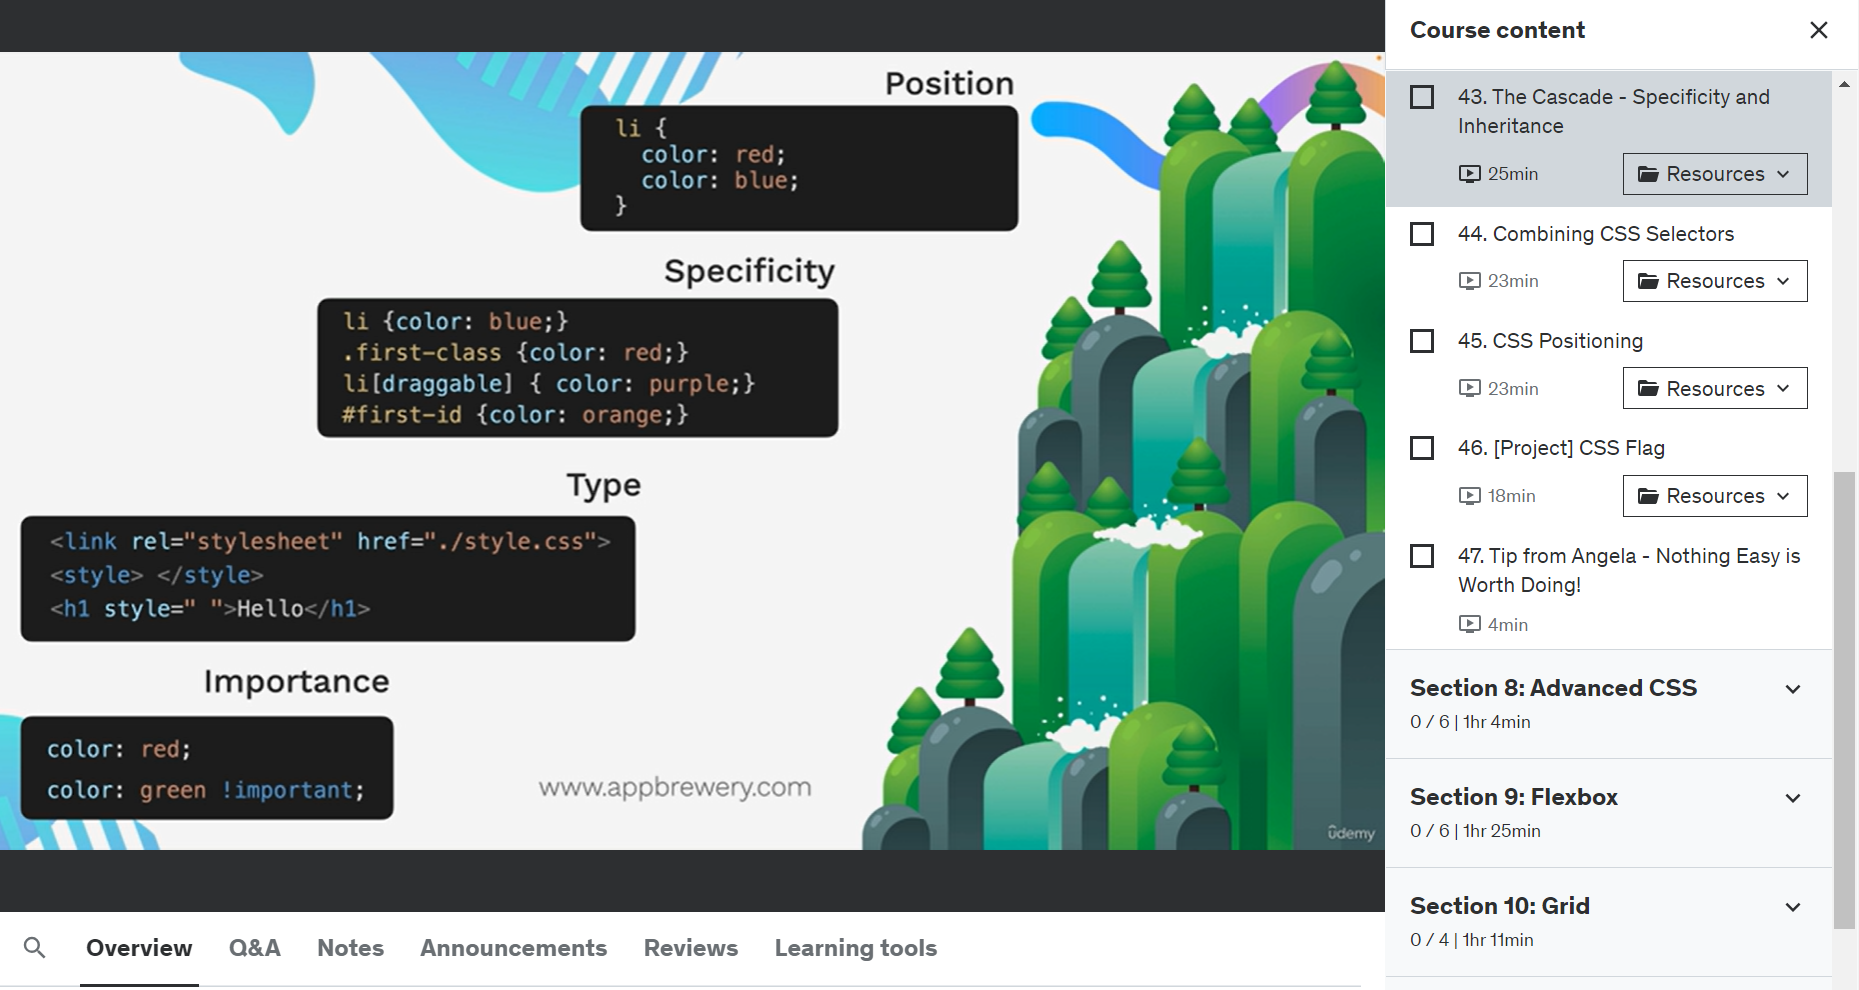 Position
li {
color: red;
color: blue;
}
Specificity
li {color: blue;}
.first-class {color: red;}
li[draggable] { color: purple;}
#first-id {color: orange;}
Type
<link rel="stylesheet" href="./style.css">
<style> </style>
<h1 style=" ">Hello</h1>
Importance
color: red;
color: green !important;
www.appbrewery.com
ûdemy
Overview Q&A Notes Announcements Reviews Learning tools
Course content
43. The Cascade - Specificity and
Inheritance
25min Resources
44. Combining CSS Selectors
23min Resources
45. CSS Positioning
23min Resources
46. [Project] CSS Flag
18min Resources
47. Tip from Angela - Nothing Easy is
Worth Doing!
4min
Section 8: Advanced CSS
0 / 6 | 1hr 4min
Section 9: Flexbox
0 / 6 | 1hr 25min
Section 10: Grid
0 / 4 | 1hr 11min